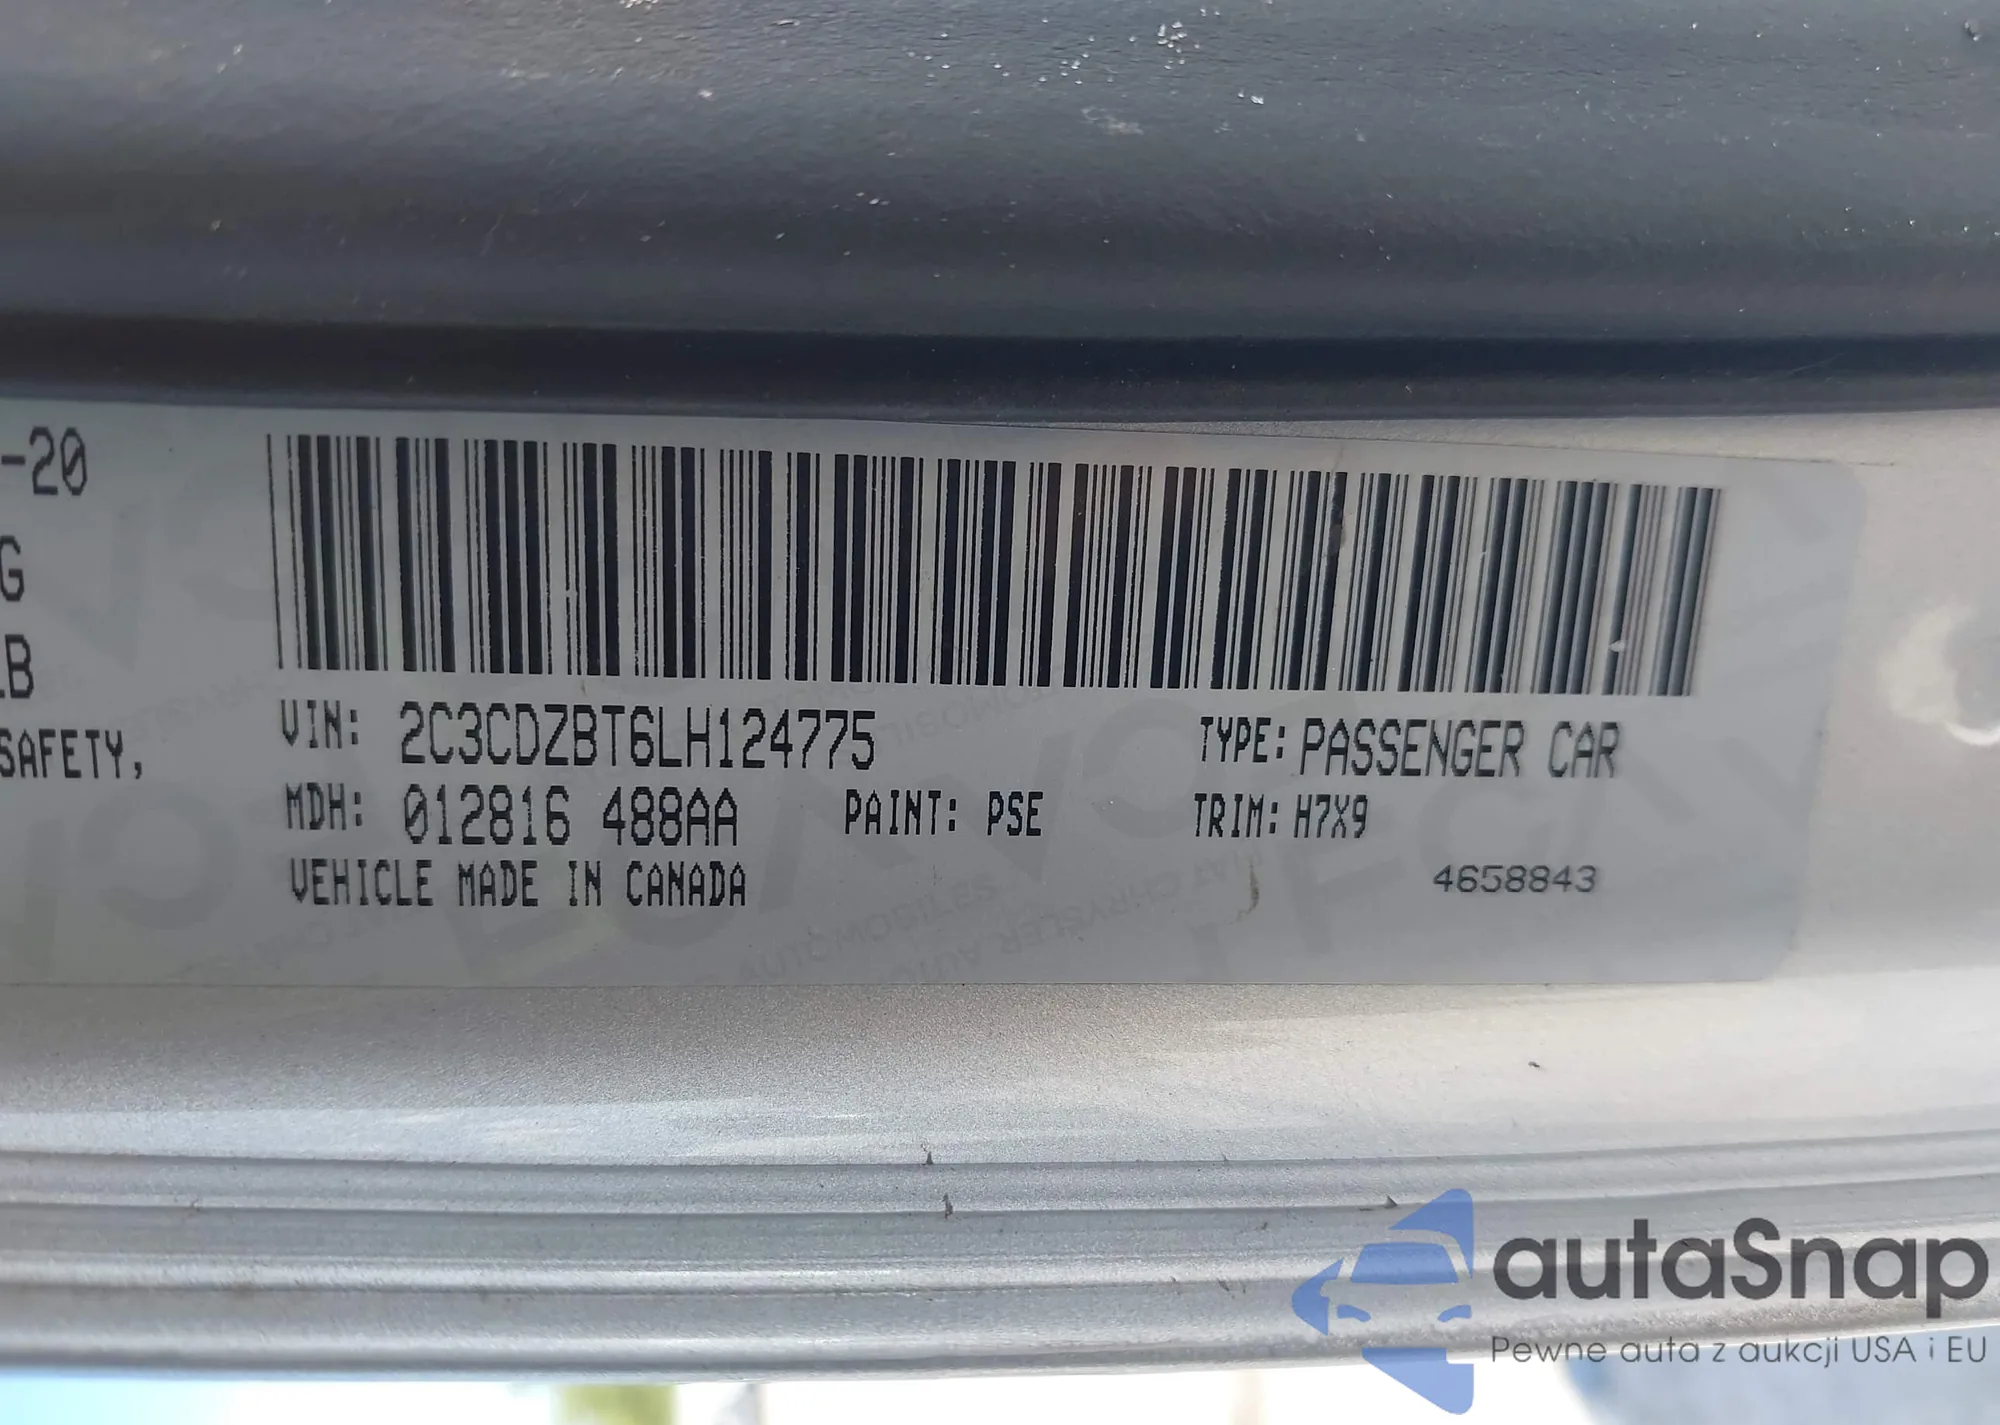 -20
G
LB
SAFETY,
VIN: 2C3CDZBT6LH124775
TYPE: PASSENGER CAR
MDH: 012816 488AA
PAINT: PSE
TRIM: H7X9
VEHICLE MADE IN CANADA
4658843
autaSnap
Pewne auta z aukcji USA i EU